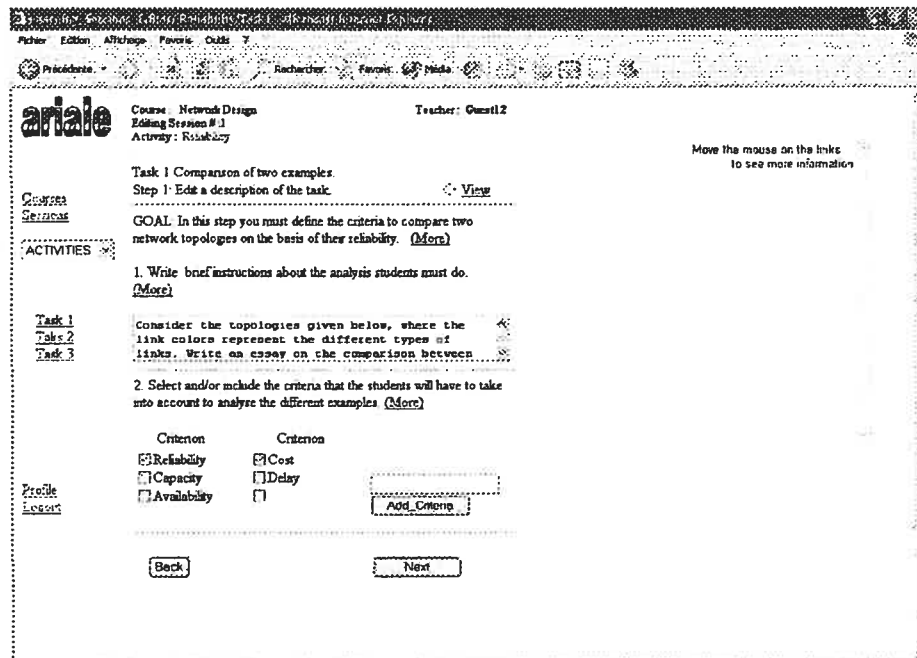 Fichier Edition Affichage Favoris Outils ?
Précédente Rechercher Favoris Média
ariale
Course: Network Design
Teacher: Guest12
Editing Session # 1
Activity: Reliability
Move the mouse on the links
to see more information
Task 1 Comparison of two examples.
Step 1: Edit a description of the task.
View
Courses
Sessions
GOAL: In this step you must define the criteria to compare two
network topologies on the basis of their reliability. (More)
ACTIVITIES
1. Write brief instructions about the analysis students must do.
(More)
Task 1
Taks 2
Task 3
Consider the topologies given below, where the
link colors represent the different types of
links. Write an essay on the comparison between
2. Select and/or include the criteria that the students will have to take
into account to analyse the different examples. (More)
Criterion Criterion
Reliability Cost
Capacity Delay
Availability
Add_Criteria
Profile
Logout
Back Next